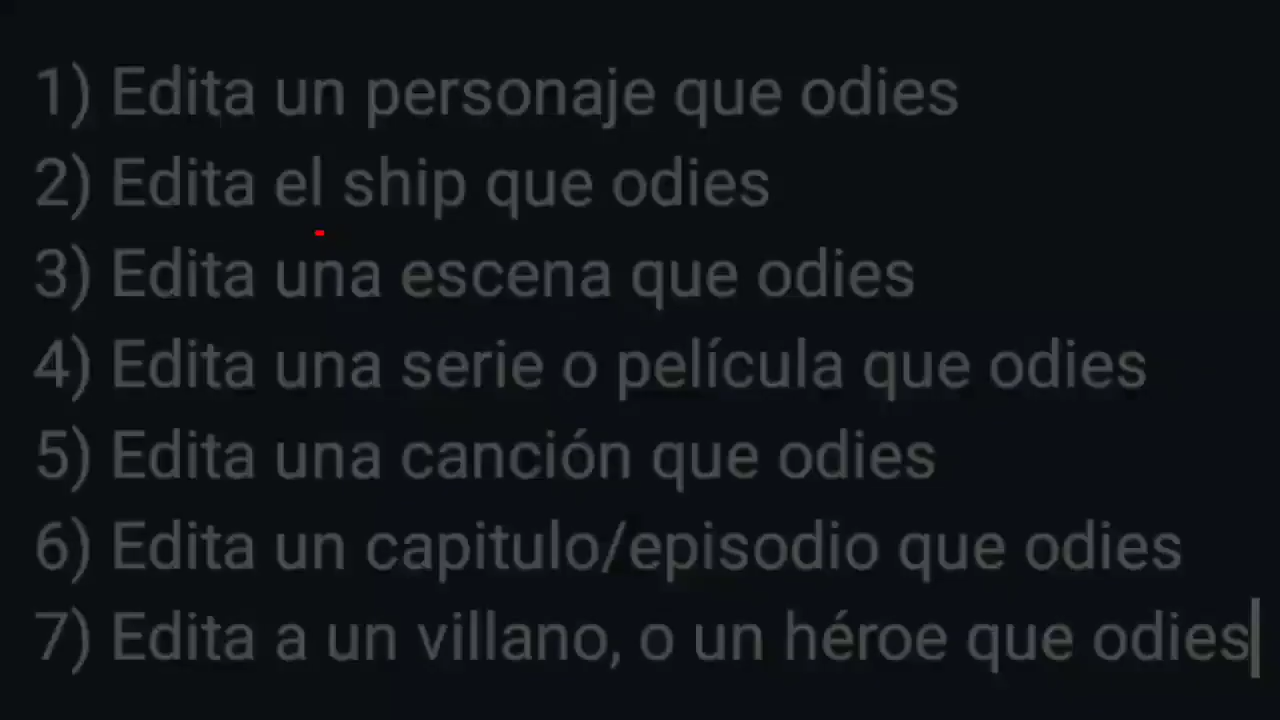 1) Edita un personaje que odies
2) Edita el ship que odies
3) Edita una escena que odies
4) Edita una serie o película que odies
5) Edita una canción que odies
6) Edita un capitulo/episodio que odies
7) Edita a un villano, o un héroe que odies